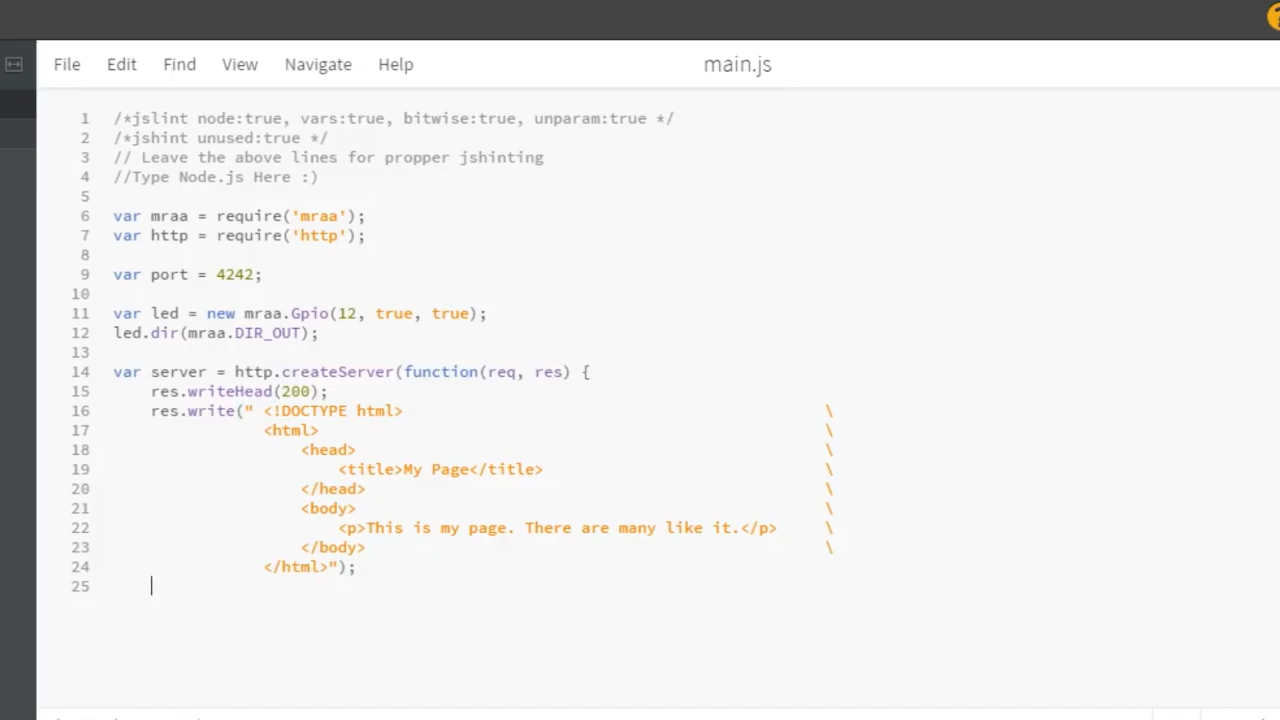 File Edit Find View Navigate Help main.js
1 /*jslint node:true, vars:true, bitwise:true, unparam:true */
2 /*jshint unused:true */
3 // Leave the above lines for propper jshinting
4 //Type Node.js Here :)
5
6 var mraa = require('mraa');
7 var http = require('http');
8
9 var port = 4242;
10
11 var led = new mraa.Gpio(12, true, true);
12 led.dir(mraa.DIR_OUT);
13
14 var server = http.createServer(function(req, res) {
15     res.writeHead(200);
16     res.write(" <!DOCTYPE html> \
17                 <html> \
18                     <head> \
19                         <title>My Page</title> \
20                     </head> \
21                     <body> \
22                         <p>This is my page. There are many like it.</p> \
23                     </body> \
24                 </html>");
25